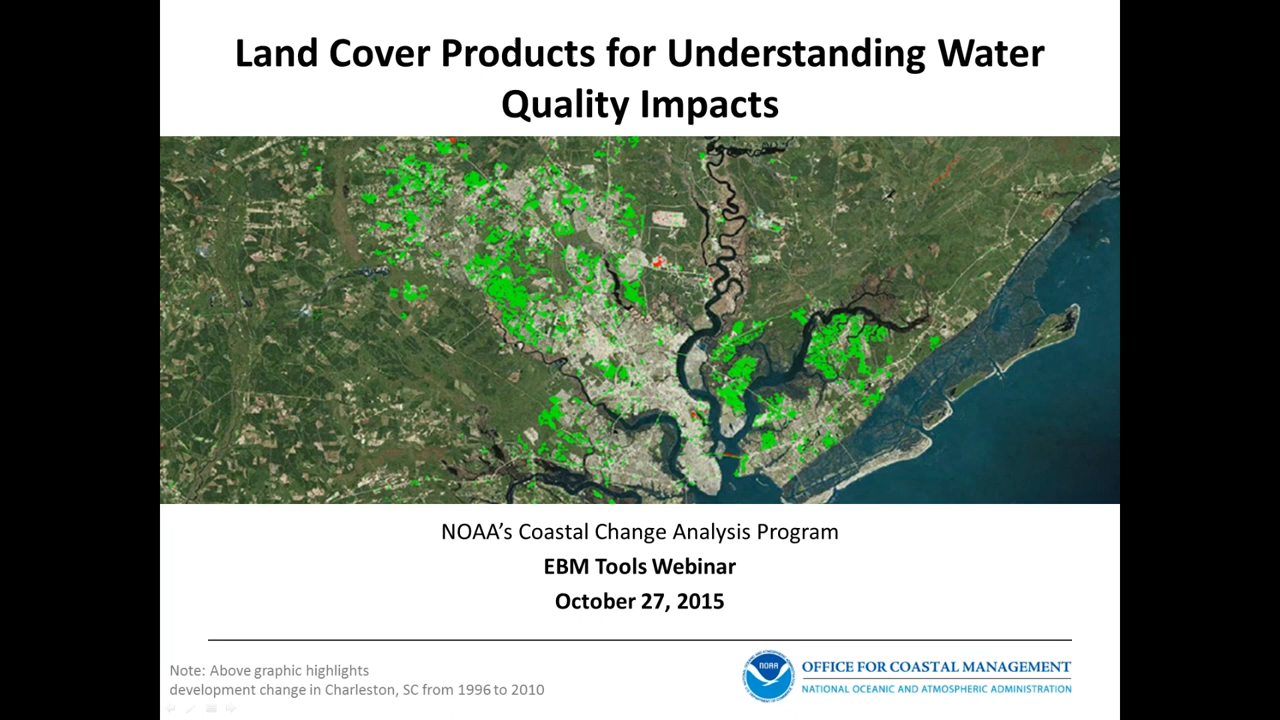 Land Cover Products for Understanding Water
Quality Impacts
NOAA's Coastal Change Analysis Program
EBM Tools Webinar
October 27, 2015
Note: Above graphic highlights
development change in Charleston, SC from 1996 to 2010
NOAA
OFFICE FOR COASTAL MANAGEMENT
NATIONAL OCEANIC AND ATMOSPHERIC ADMINISTRATION